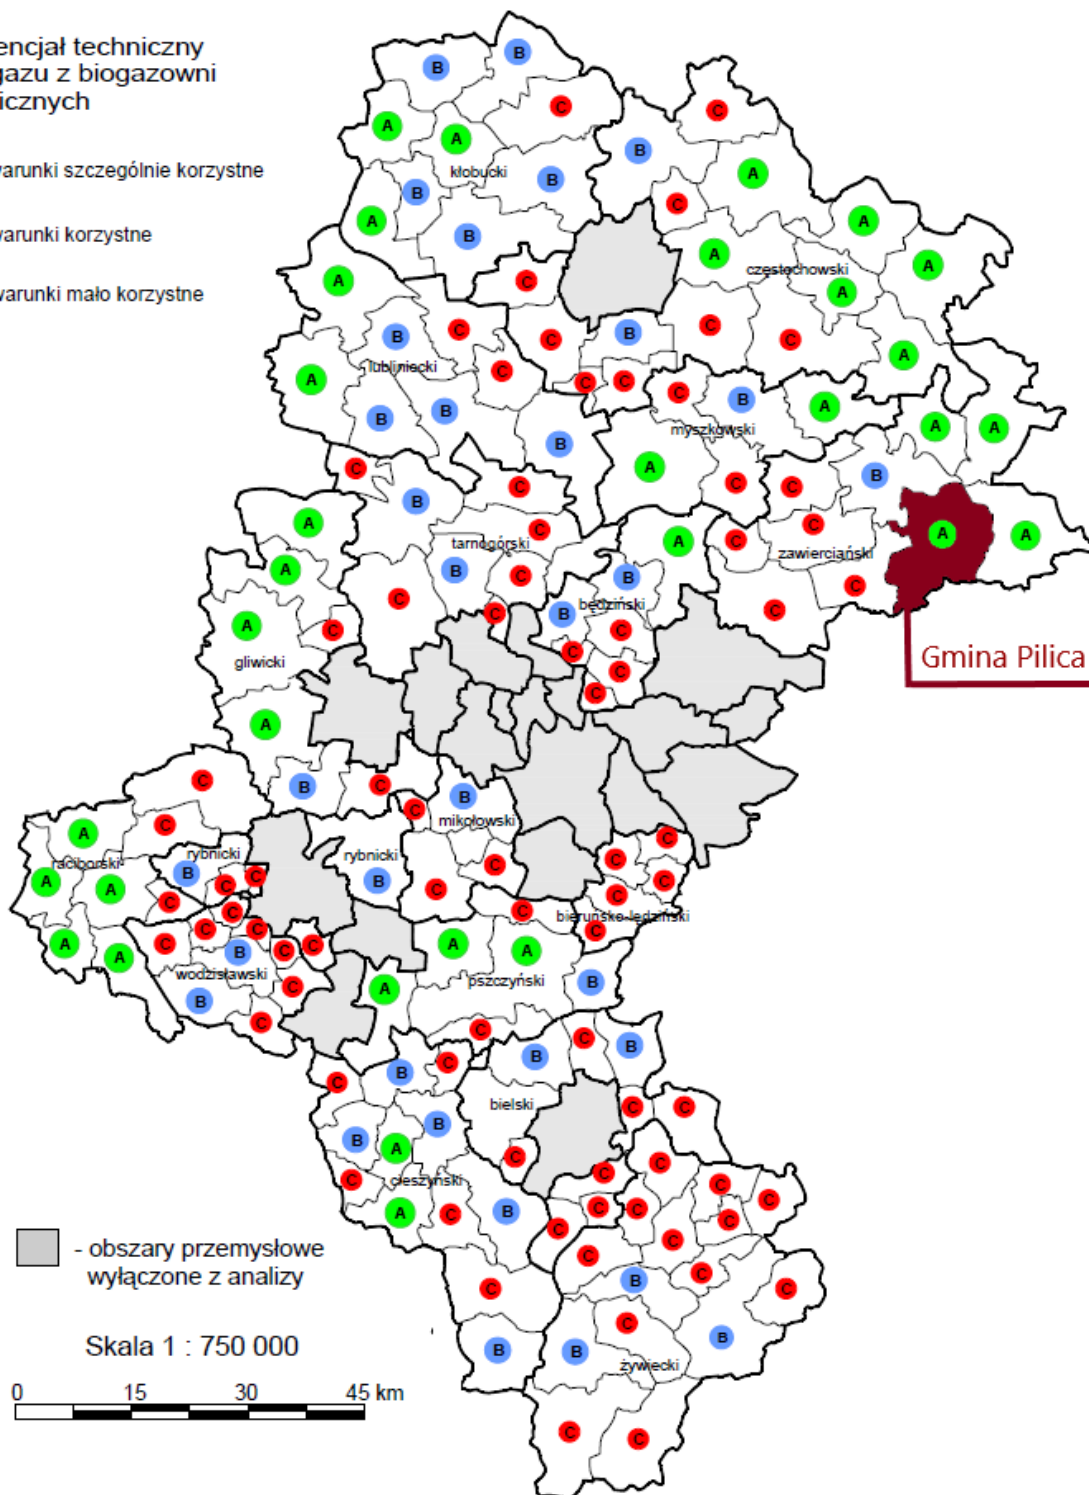 encjał techniczny
gazu z biogazowni
icznych
warunki szczególnie korzystne
warunki korzystne
warunki mało korzystne
kłobucki
częstochowski
lubliniecki
myszkowski
tarnogórski
zawierciański
będziński
gliwicki
Gmina Pilica
mikołowski
raciborski
rybnicki
rybnicki
bieruńsko-lędziński
wodzisławski
pszczyński
bielski
cieszyński
- obszary przemysłowe
wyłączone z analizy
Skala 1 : 750 000
żywiecki
0 15 30 45 km